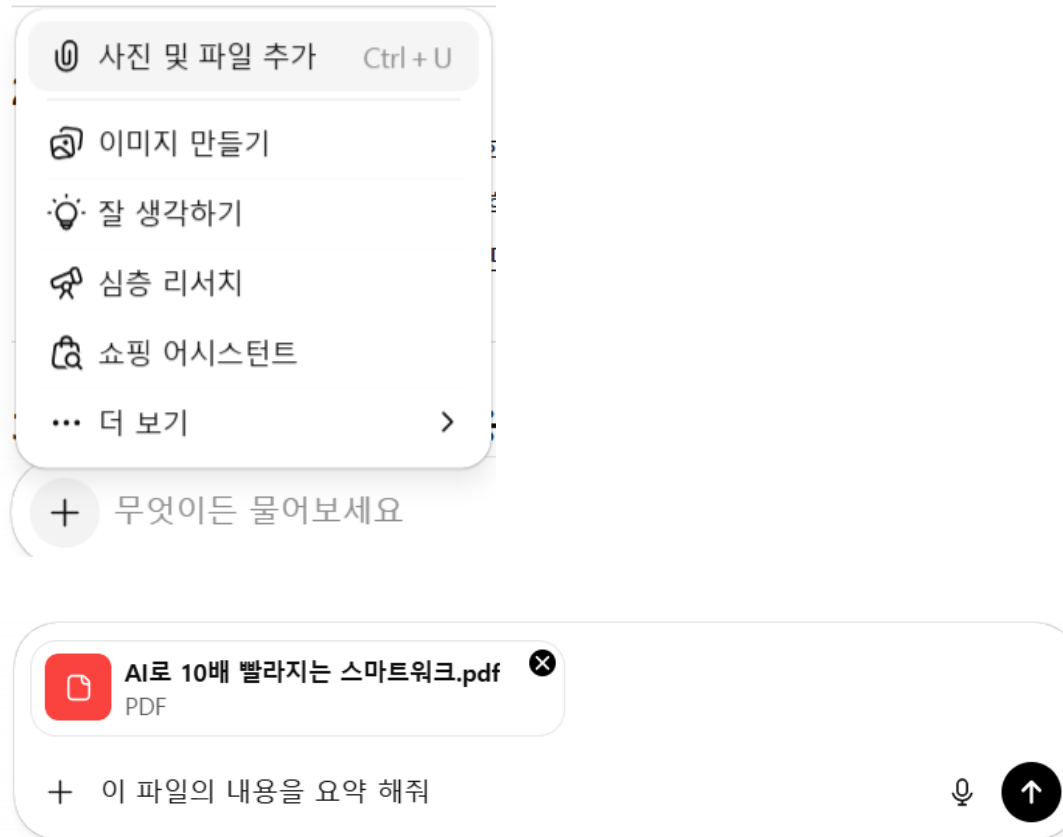 사진 및 파일 추가 Ctrl + U
이미지 만들기
잘 생각하기
심층 리서치
쇼핑 어시스턴트
더 보기
무엇이든 물어보세요
AI로 10배 빨라지는 스마트워크.pdf
PDF
이 파일의 내용을 요약 해줘